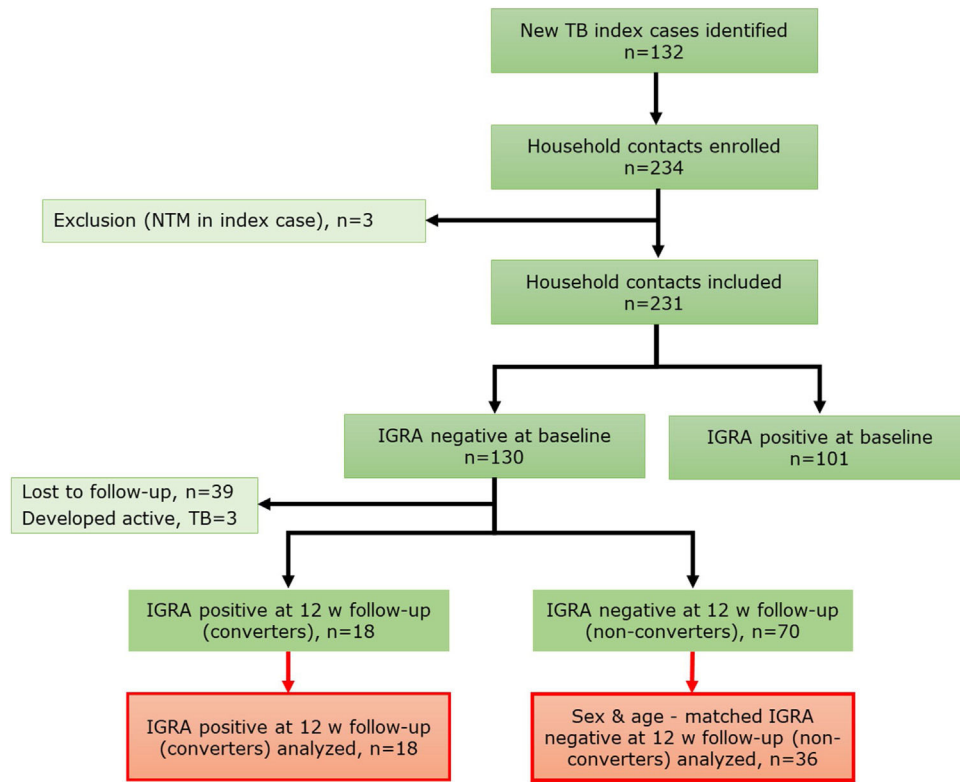 New TB index cases identified
n=132
Household contacts enrolled
n=234
Exclusion (NTM in index case), n=3
Household contacts included
n=231
IGRA negative at baseline
n=130
IGRA positive at baseline
n=101
Lost to follow-up, n=39
Developed active, TB=3
IGRA positive at 12 w follow-up
(converters), n=18
IGRA negative at 12 w follow-up
(non-converters), n=70
IGRA positive at 12 w follow-up
(converters) analyzed, n=18
Sex & age - matched IGRA
negative at 12 w follow-up (non-
converters) analyzed, n=36